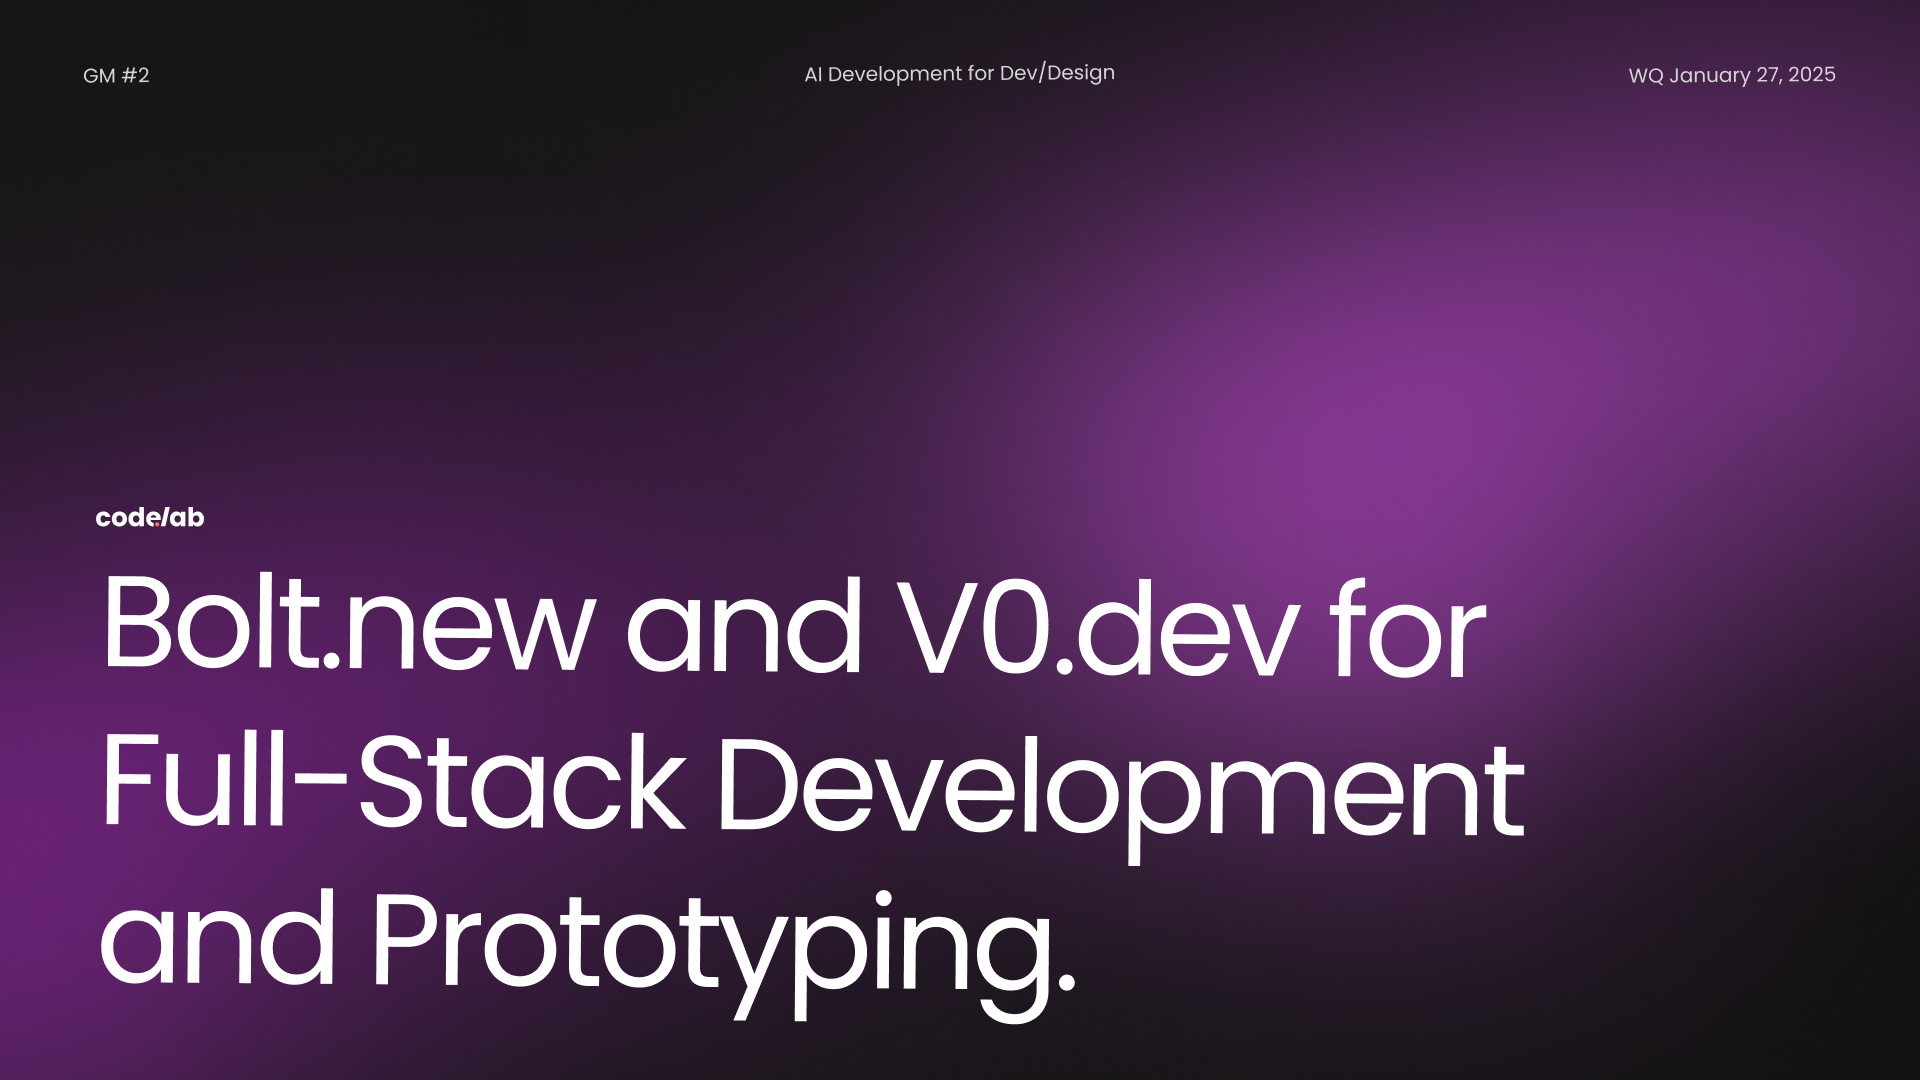 GM #2
AI Development for Dev/Design
WQ January 27, 2025
codelab
Bolt.new and V0.dev for
Full-Stack Development
and Prototyping.